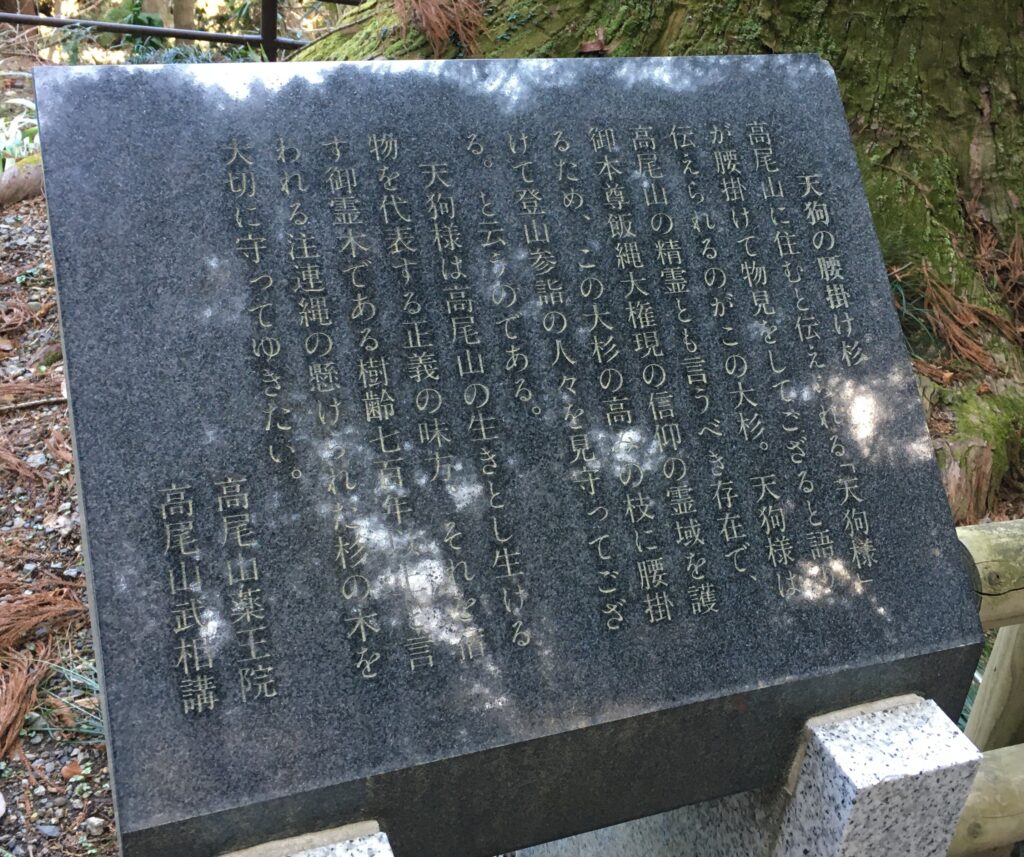 天狗の腰掛け杉
高尾山に住むと伝えられる「天狗様」
が腰掛けて物見をしてござると語り
伝えられるのがこの大杉。天狗様は
高尾山の精霊とも言うべき存在で、
御本尊飯縄大権現の信仰の霊域を護
るため、この大杉の高々の枝に腰掛
けて登山参詣の人々を見守ってござ
る。と云うのである。
天狗様は高尾山の生きとし生ける
物を代表する正義の味方。それを宿
す御霊木である樹齢七百年と言
われる注連縄の懸けられた杉の木を
大切に守ってゆきたい。
高尾山薬王院
高尾山武相講